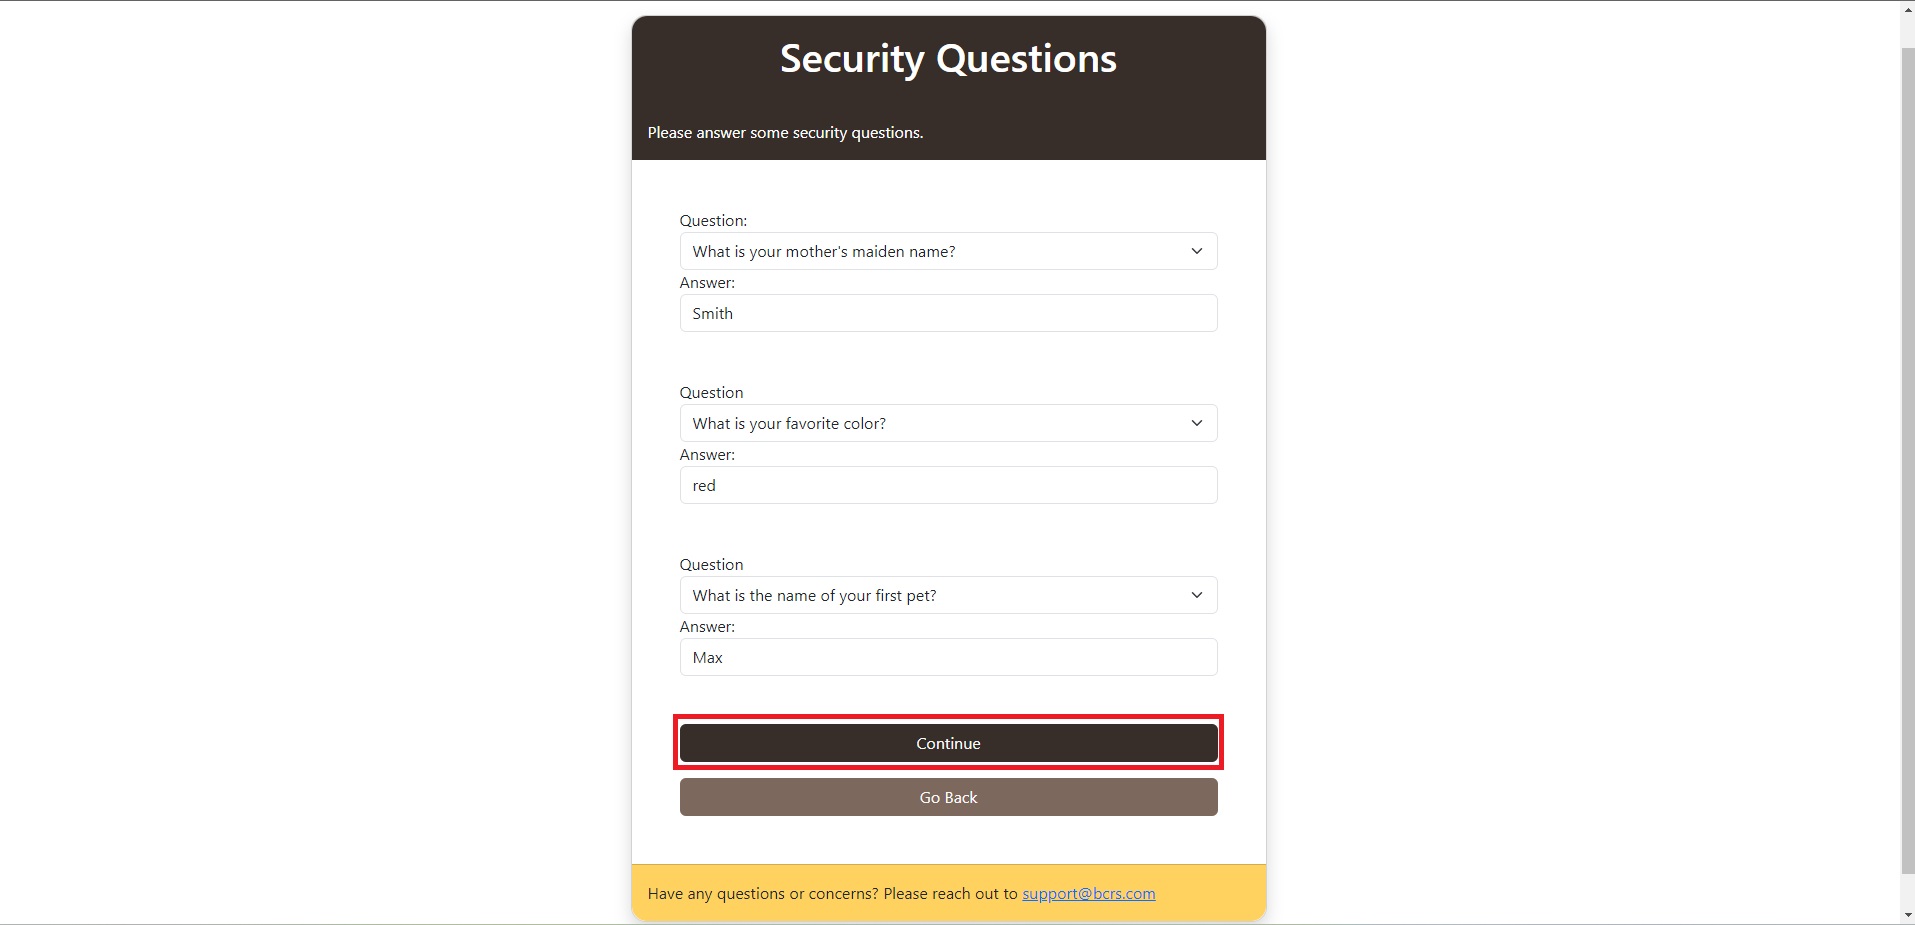 Security Questions
Please answer some security questions.
Question:
What is your mother's maiden name?
Answer:
Smith
Question
What is your favorite color?
Answer:
red
Question
What is the name of your first pet?
Answer:
Max
Continue
Go Back
Have any questions or concerns? Please reach out to support@bcrs.com